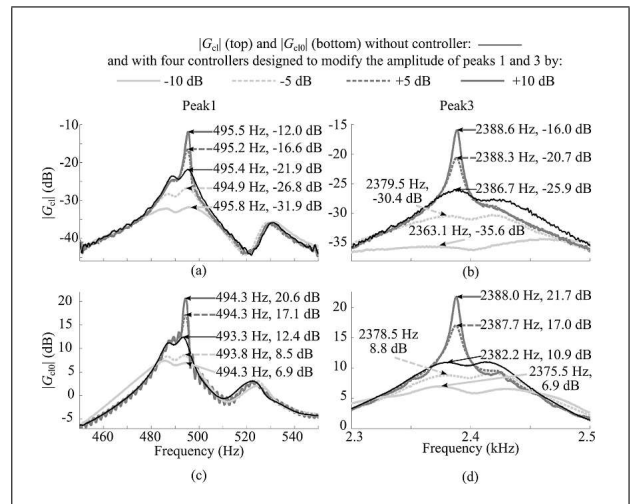 |G_cl| (top) and |G_cl0| (bottom) without controller:
and with four controllers designed to modify the amplitude of peaks 1 and 3 by:
-10 dB -5 dB +5 dB +10 dB
Peak1 Peak3
|G_cl| (dB)
-10
-20
-30
-40
495.5 Hz, -12.0 dB
495.2 Hz, -16.6 dB
495.4 Hz, -21.9 dB
494.9 Hz, -26.8 dB
495.8 Hz, -31.9 dB
(a)
-15
-20
-25
-30
-35
2388.6 Hz, -16.0 dB
2388.3 Hz, -20.7 dB
2379.5 Hz,
-30.4 dB
2386.7 Hz, -25.9 dB
2363.1 Hz, -35.6 dB
(b)
|G_cl0| (dB)
20
15
10
5
0
-5
494.3 Hz, 20.6 dB
494.3 Hz, 17.1 dB
493.3 Hz, 12.4 dB
493.8 Hz, 8.5 dB
494.3 Hz, 6.9 dB
460 480 500 520 540
Frequency (Hz)
(c)
20
15
10
5
0
2388.0 Hz, 21.7 dB
2387.7 Hz, 17.0 dB
2378.5 Hz
8.8 dB
2382.2 Hz, 10.9 dB
2375.5 Hz,
6.9 dB
2.3 2.4 2.5
Frequency (kHz)
(d)